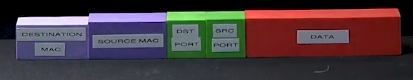 DESTINATION
MAC
SOURCE MAC
DST
PORT
SRC
PORT
DATA